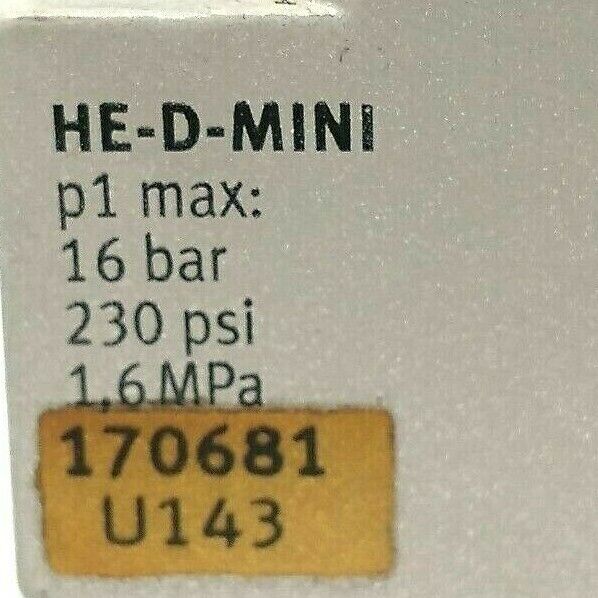 HE-D-MINI
p1 max:
16 bar
230 psi
1,6 MPa
170681
U143